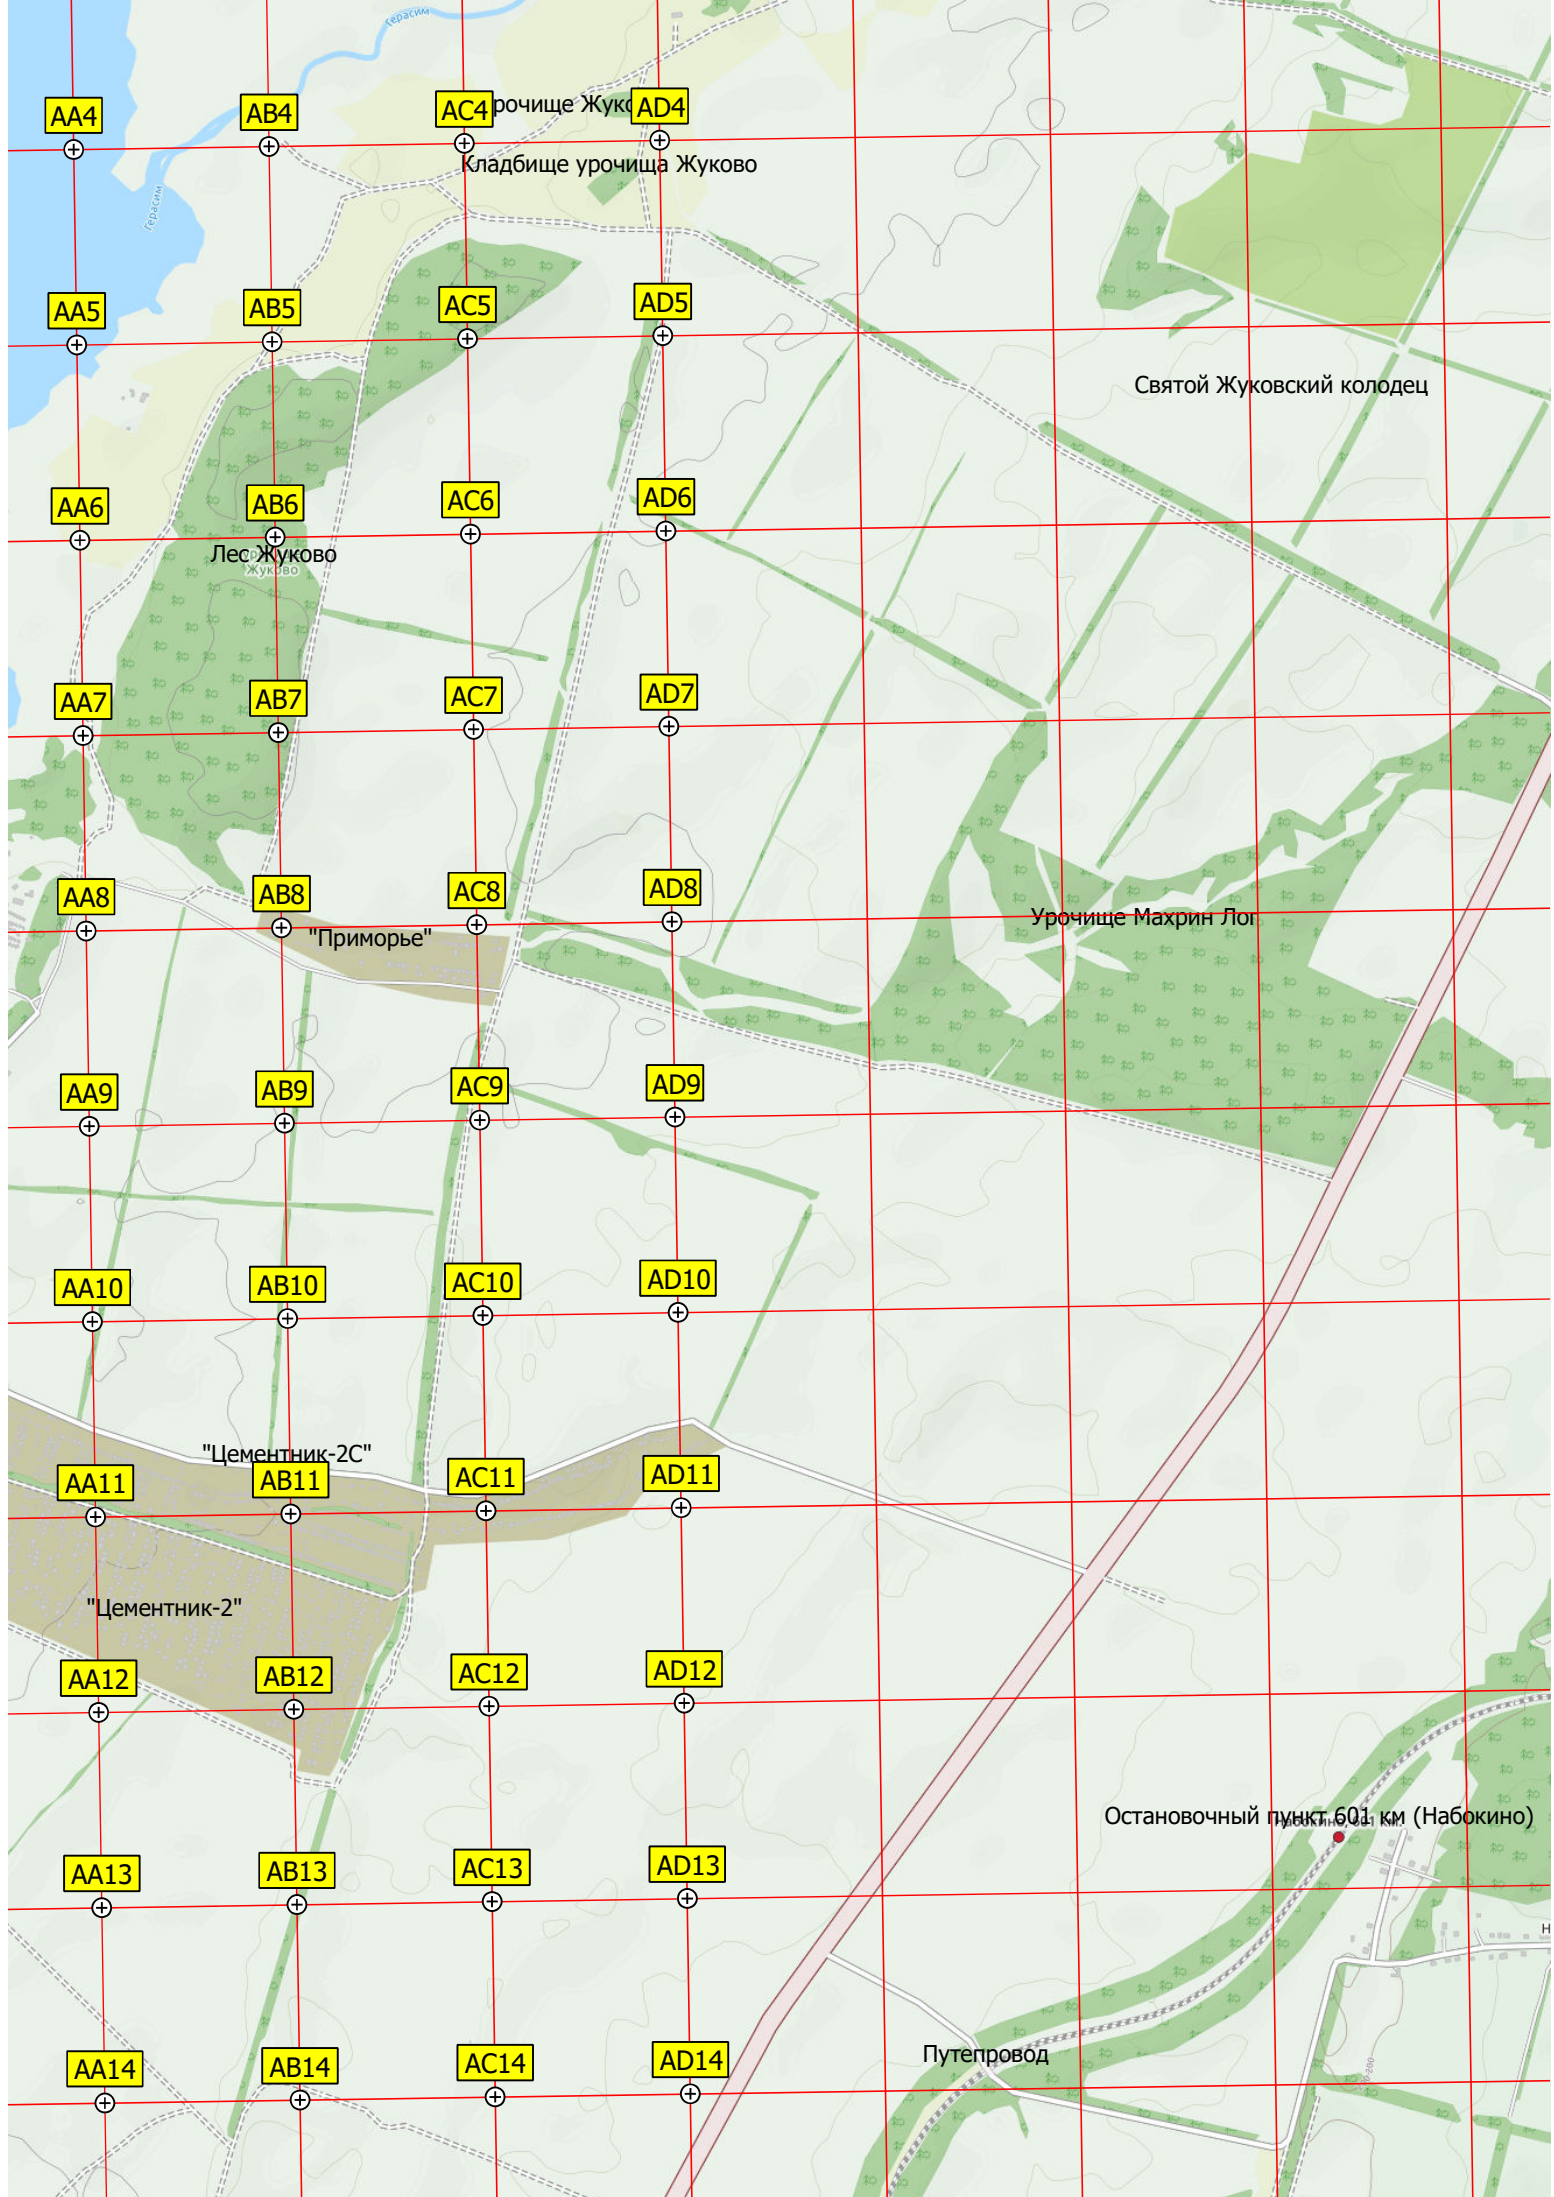 Герасим
AA4
AB4
AC4
рочище Жуко
AD4
Кладбище урочища Жуково
Герасим
AA5
AB5
AC5
AD5
Святой Жуковский колодец
AA6
AB6
AC6
AD6
Лес Жуково
Жуково
AA7
AB7
AC7
AD7
AA8
AB8
AC8
AD8
"Приморье"
Урочище Махрин Лог
AA9
AB9
AC9
AD9
AA10
AB10
AC10
AD10
"Цементник-2С"
AA11
AB11
AC11
AD11
"Цементник-2"
AA12
AB12
AC12
AD12
Остановочный пункт 601 км (Набокино)
AA13
AB13
AC13
AD13
Н
Путепровод
AA14
AB14
AC14
AD14